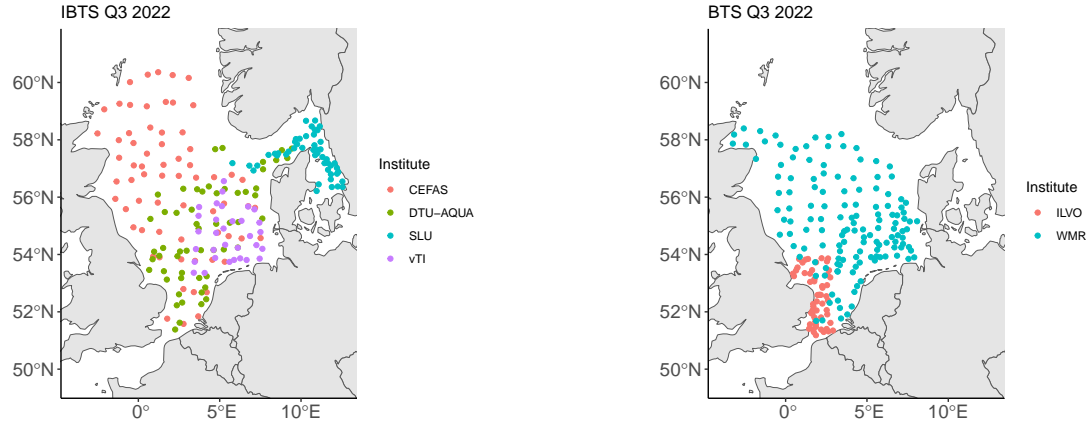 IBTS Q3 2022
60°N
58°N
56°N
54°N
52°N
50°N
0°
5°E
10°E
Institute
CEFAS
DTU−AQUA
SLU
vTI
BTS Q3 2022
60°N
58°N
56°N
54°N
52°N
50°N
0°
5°E
10°E
Institute
ILVO
WMR